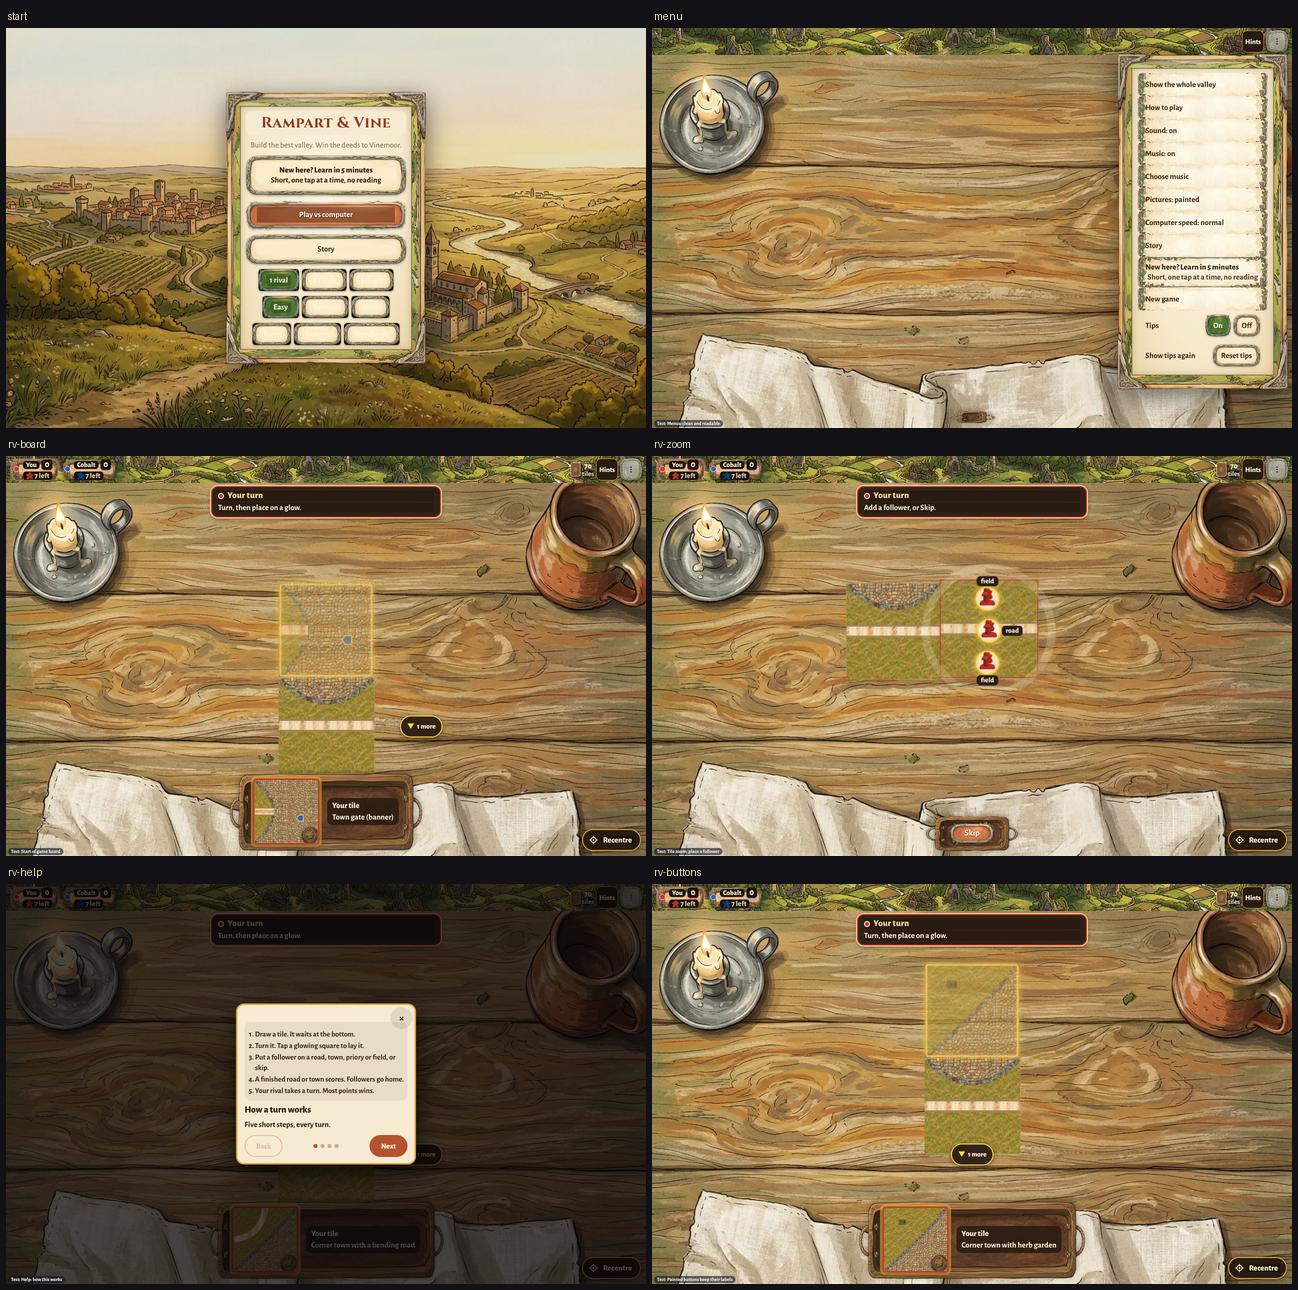 start
RAMPART & VINE
Build the best valley. Win the deeds to Vinemoor.
New here? Learn in 5 minutes
Short, one tap at a time, no reading
Play vs computer
Story
1 rival
Easy
menu
Hints
Show the whole valley
How to play
Sound: on
Music: on
Choose music
Pictures: painted
Computer speed: normal
Story
New here? Learn in 5 minutes
Short, one tap at a time, no reading
New game
Tips On Off
Show tips again Reset tips
Test: Menus clean and readable
rv-board
You 0
7 left
Cobalt 0
7 left
70 tiles
Hints
Your turn
Turn, then place on a glow.
1 more
Your tile
Town gate (banner)
Recentre
Test: Start of game board
rv-zoom
You 0
7 left
Cobalt 0
7 left
70 tiles
Hints
Your turn
Add a follower, or Skip.
field
road
field
Skip
Recentre
Test: Tile zoom, place a follower
rv-help
You 0
7 left
Cobalt 0
7 left
70 tiles
Hints
Your turn
Turn, then place on a glow.
×
1. Draw a tile. It waits at the bottom.
2. Turn it. Tap a glowing square to lay it.
3. Put a follower on a road, town, priory or field, or
skip.
4. A finished road or town scores. Followers go home.
5. Your rival takes a turn. Most points wins.
How a turn works
Five short steps, every turn.
Back
Next
more
Your tile
Corner town with a bending road
Recentre
Test: Help: how this works
rv-buttons
You 0
7 left
Cobalt 0
7 left
70 tiles
Hints
Your turn
Turn, then place on a glow.
1 more
Your tile
Corner town with herb garden
Recentre
Test: Painted buttons keep their labels